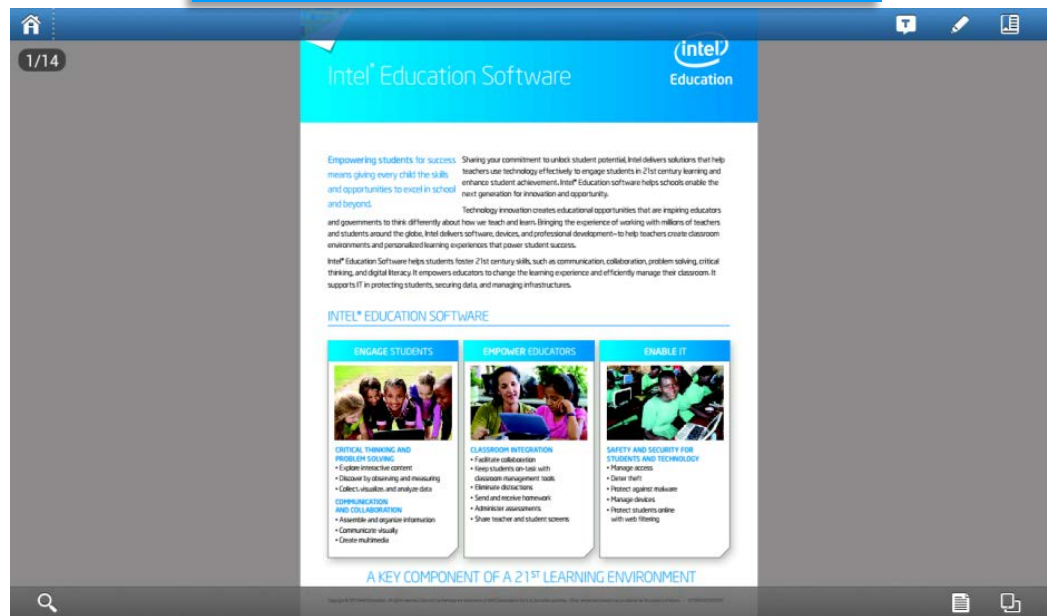 1/14
Intel® Education Software
intel
Education
Empowering students for success
means giving every child the skills
and opportunities to excel in school
and beyond.
Sharing your commitment to unlock student potential, Intel delivers solutions that help
teachers use technology effectively to engage students in 21st century learning and
enhance student achievement. Intel® Education software helps schools enable the
next generation for innovation and opportunity.
Technology innovation creates educational opportunities that are inspiring educators
and governments to think differently about how we teach and learn. Bringing the experience of working with millions of teachers
and students around the globe, Intel delivers software, devices, and professional development—to help teachers create classroom
environments and personalized learning experiences that power student success.
Intel® Education Software helps students foster 21st century skills, such as communication, collaboration, problem solving, critical
thinking, and digital literacy. It empowers educators to change the learning experience and efficiently manage their classroom. It
supports IT in protecting students, securing data, and managing infrastructures.
INTEL® EDUCATION SOFTWARE
ENGAGE STUDENTS
CRITICAL THINKING AND
PROBLEM SOLVING
• Explore interactive content
• Discover by observing and measuring
• Collect, visualize, and analyze data
COMMUNICATION
AND COLLABORATION
• Assemble and organize information
• Communicate visually
• Create multimedia
EMPOWER EDUCATORS
CLASSROOM INTEGRATION
• Facilitate collaboration
• Keep students on-task with
classroom management tools
• Eliminate distractions
• Send and receive homework
• Administer assessments
• Share teacher and student screens
ENABLE IT
SAFETY AND SECURITY FOR
STUDENTS AND TECHNOLOGY
• Manage access
• Deter theft
• Protect against malware
• Manage devices
• Protect students online
with web filtering
A KEY COMPONENT OF A 21ST LEARNING ENVIRONMENT